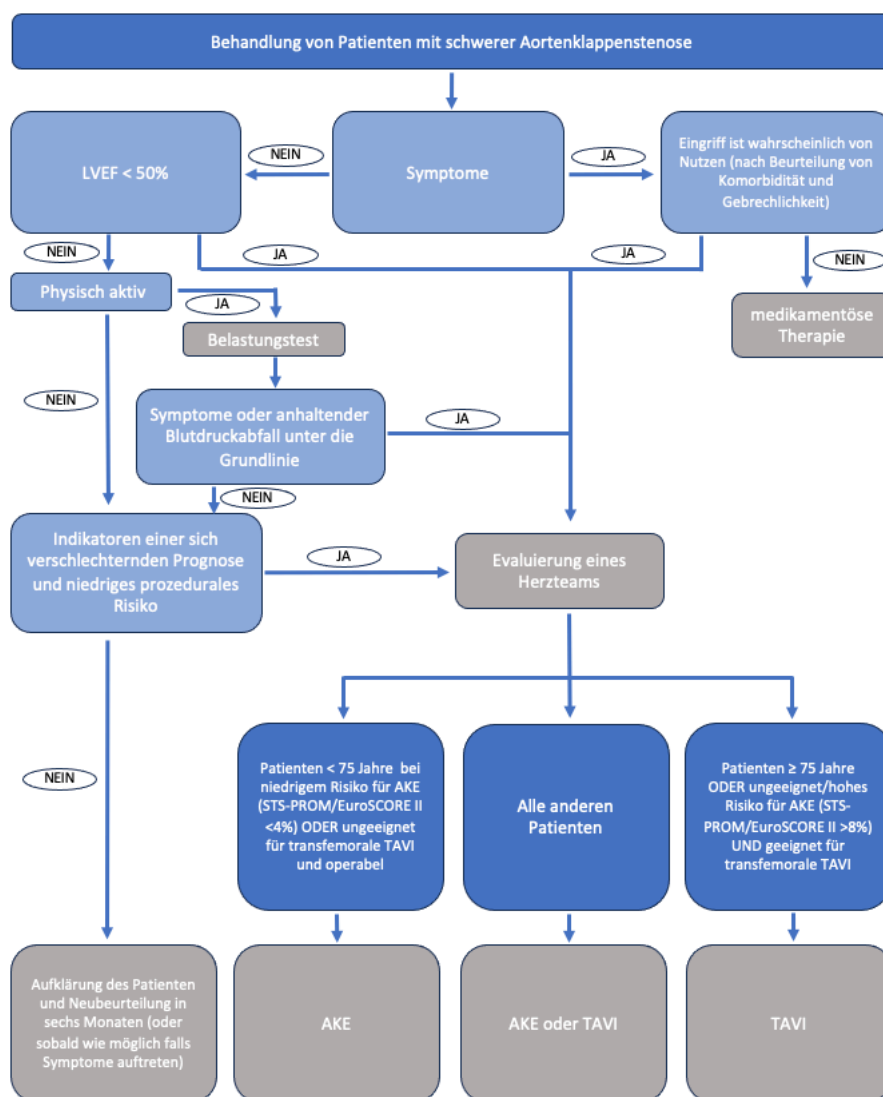 Behandlung von Patienten mit schwerer Aortenklappenstenose
LVEF < 50%
NEIN
Symptome
JA
Eingriff ist wahrscheinlich von
Nutzen (nach Beurteilung von
Komorbidität und
Gebrechlichkeit)
NEIN
JA
JA
NEIN
Physisch aktiv
JA
Belastungstest
medikamentöse
Therapie
NEIN
Symptome oder anhaltender
Blutdruckabfall unter die
Grundlinie
JA
NEIN
Indikatoren einer sich
verschlechternden Prognose
und niedriges prozedurales
Risiko
JA
Evaluierung eines
Herzteams
NEIN
Patienten < 75 Jahre bei
niedrigem Risiko für AKE
(STS-PROM/EuroSCORE II
<4%) ODER ungeeignet
für transfemorale TAVI
und operabel
Alle anderen
Patienten
Patienten ≥ 75 Jahre
ODER ungeeignet/hohes
Risiko für AKE (STS-
PROM/EuroSCORE II >8%)
UND geeignet für
transfemorale TAVI
Aufklärung des Patienten
und Neubeurteilung in
sechs Monaten (oder
sobald wie möglich falls
Symptome auftreten)
AKE
AKE oder TAVI
TAVI